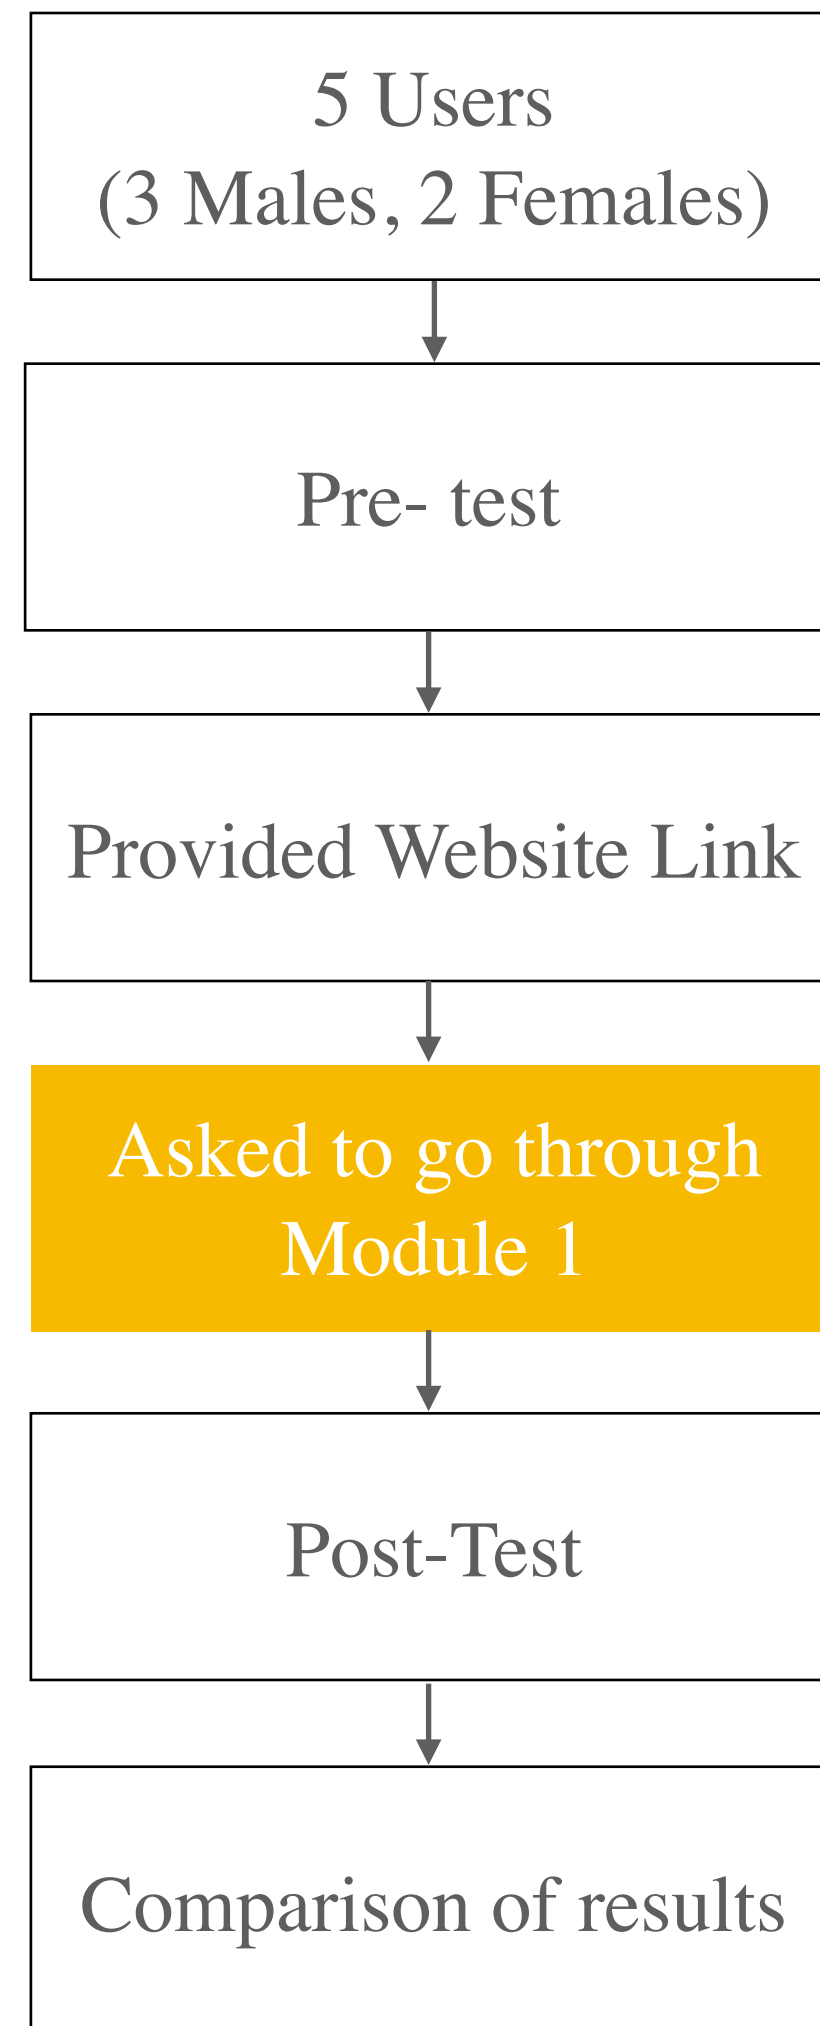 5 Users
(3 Males, 2 Females)
Pre- test
Provided Website Link
Asked to go through
Module 1
Post-Test
Comparison of results